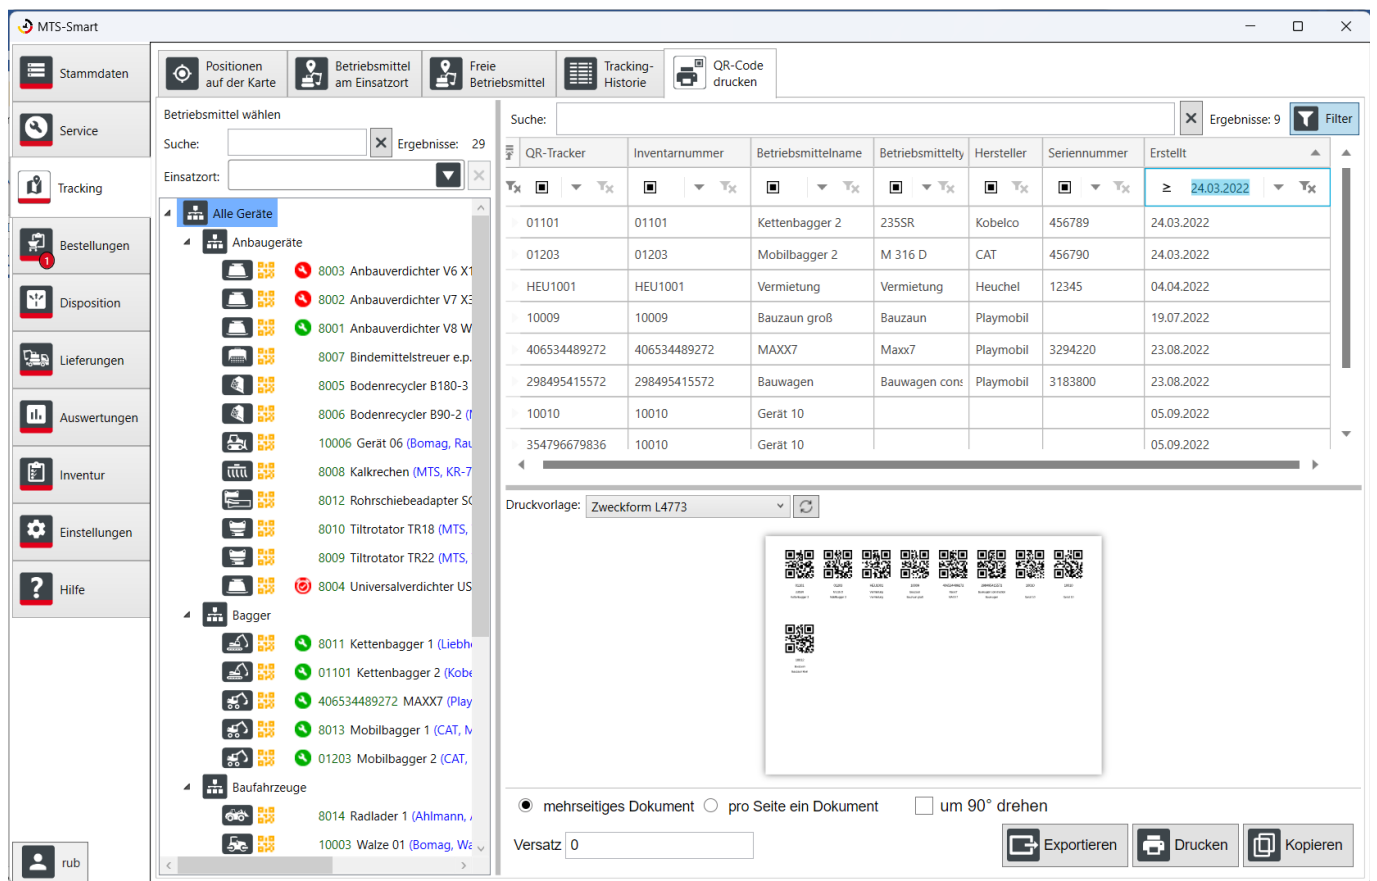 MTS-Smart
Stammdaten
Service
Tracking
Bestellungen
1
Disposition
Lieferungen
Auswertungen
Inventur
Einstellungen
? Hilfe
rub
Positionen
auf der Karte
Betriebsmittel
am Einsatzort
Freie
Betriebsmittel
Tracking-
Historie
QR-Code
drucken
Betriebsmittel wählen
Suche:
Ergebnisse: 29
Einsatzort:
Alle Geräte
Anbaugeräte
8003 Anbauverdichter V6 X1
8002 Anbauverdichter V7 X3
8001 Anbauverdichter V8 W
8007 Bindemittelstreuer e.p.
8005 Bodenrecycler B180-3
8006 Bodenrecycler B90-2 (
10006 Gerät 06 (Bomag, Rau
8008 Kalkrechen (MTS, KR-7
8012 Rohrschiebeadapter
8010 Tiltrotator TR18 (MTS,
8009 Tiltrotator TR22 (MTS,
8004 Universalverdichter US
Bagger
8011 Kettenbagger 1 (Liebh
01101 Kettenbagger 2 (Kobe
406534489272 MAXX7 (Play
8013 Mobilbagger 1 (CAT,
01203 Mobilbagger 2 (CAT,
Baufahrzeuge
8014 Radlader 1 (Ahlmann,
10003 Walze 01 (Bomag, Wa
Suche:
Ergebnisse: 9
Filter
QR-Tracker Inventarnummer Betriebsmittelname Betriebsmittelty Hersteller Seriennummer Erstellt
≥ 24.03.2022
01101 01101 Kettenbagger 2 235SR Kobelco 456789 24.03.2022
01203 01203 Mobilbagger 2 M 316 D CAT 456790 24.03.2022
HEU1001 HEU1001 Vermietung Vermietung Heuchel 12345 04.04.2022
10009 10009 Bauzaun groß Bauzaun Playmobil 19.07.2022
406534489272 406534489272 MAXX7 Maxx7 Playmobil 3294220 23.08.2022
298495415572 298495415572 Bauwagen Bauwagen cons Playmobil 3183800 23.08.2022
10010 10010 Gerät 10 05.09.2022
354796679836 10010 Gerät 10 05.09.2022
Druckvorlage: Zweckform L4773
mehrseitiges Dokument pro Seite ein Dokument um 90° drehen
Versatz 0
Exportieren
Drucken
Kopieren